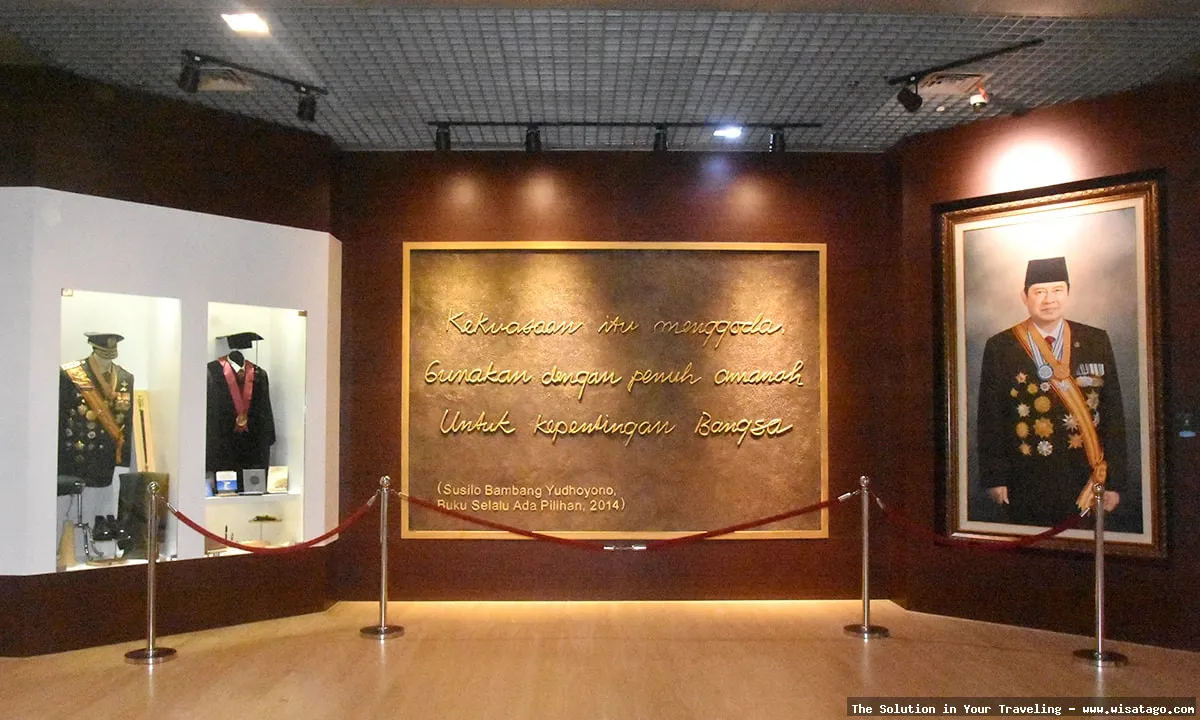 Kekuasaan itu menggoda.
Gunakan dengan penuh amanah
Untuk kepentingan Bangsa
(Susilo Bambang Yudhoyono,
Buku Selalu Ada Pilihan, 2014)
The Solution in Your Traveling - www.wisatago.com